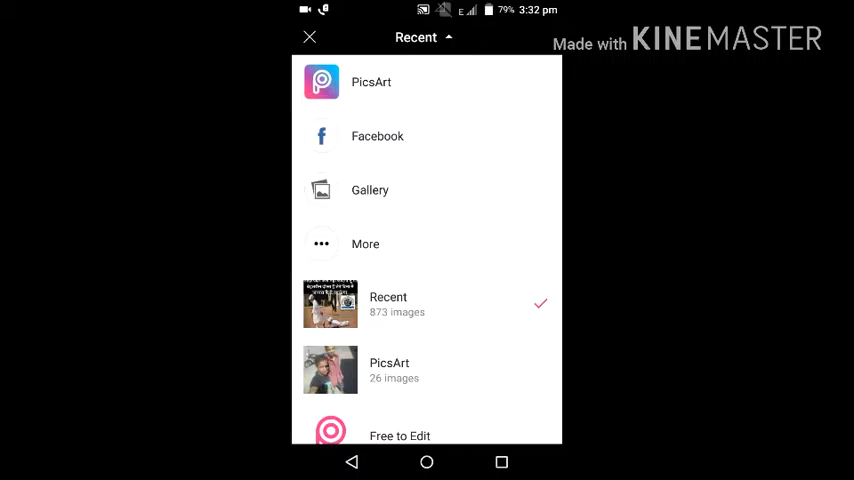 E 79% 3:32 pm
Recent
Made with KINEMASTER
PicsArt
Facebook
Gallery
More
Recent
873 images
PicsArt
26 images
Free to Edit